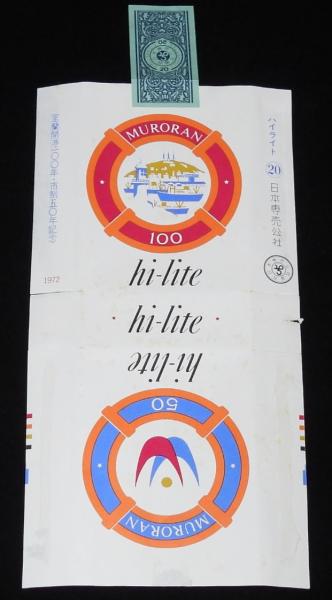 20
20
MURORAN
100
室蘭開港一〇〇年・市制五〇年記念
1972
ハイライト 20 日本専売公社
hi-lite
· hi-lite ·
hi-lite
50
MURORAN